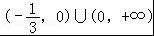 (-1/3, 0)∪(0, +∞)